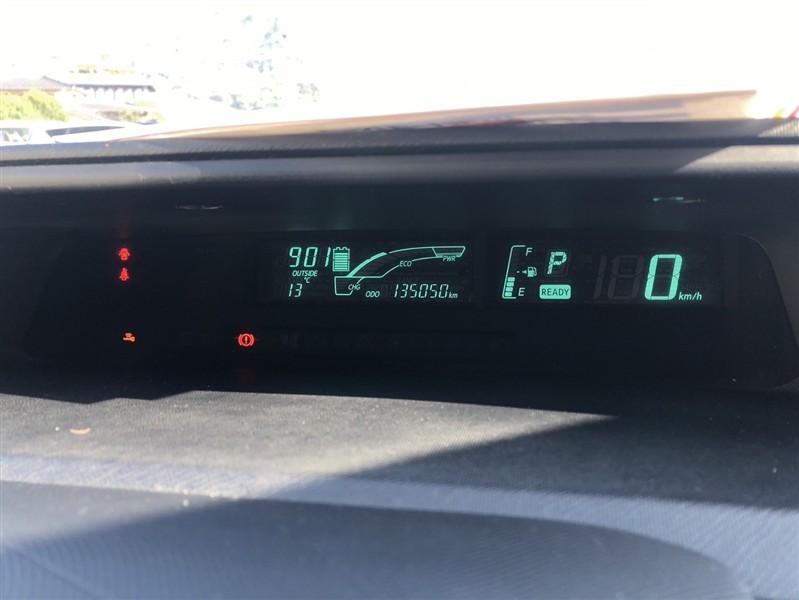 901
OUTSIDE
°C
13
ECO
PWR
CHG
ODO 135050 km
F
E
P
READY
0 km/h